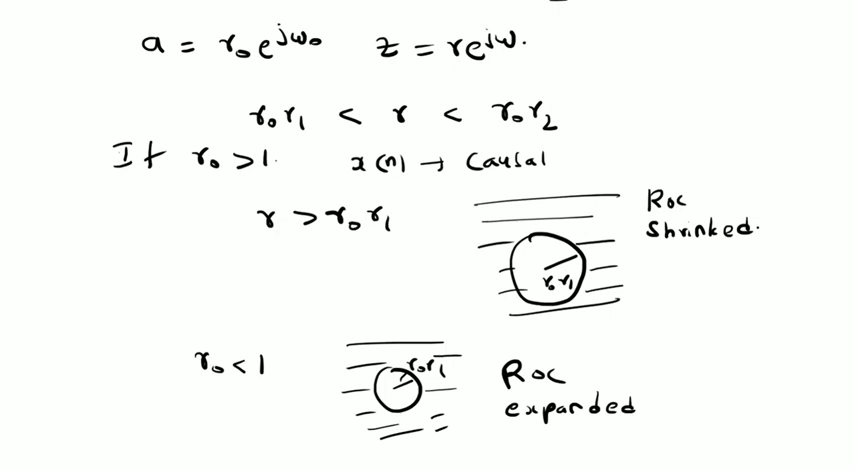 a = r₀e^{jω₀} z = re^{jω}.
r₀r₁ < r < r₀r₂
If r₀ > 1. x(n) → Causal
r > r₀r₁
Roc
Shrinked.
r₀r₁
r₀ < 1
r₀r₁
Roc
expanded